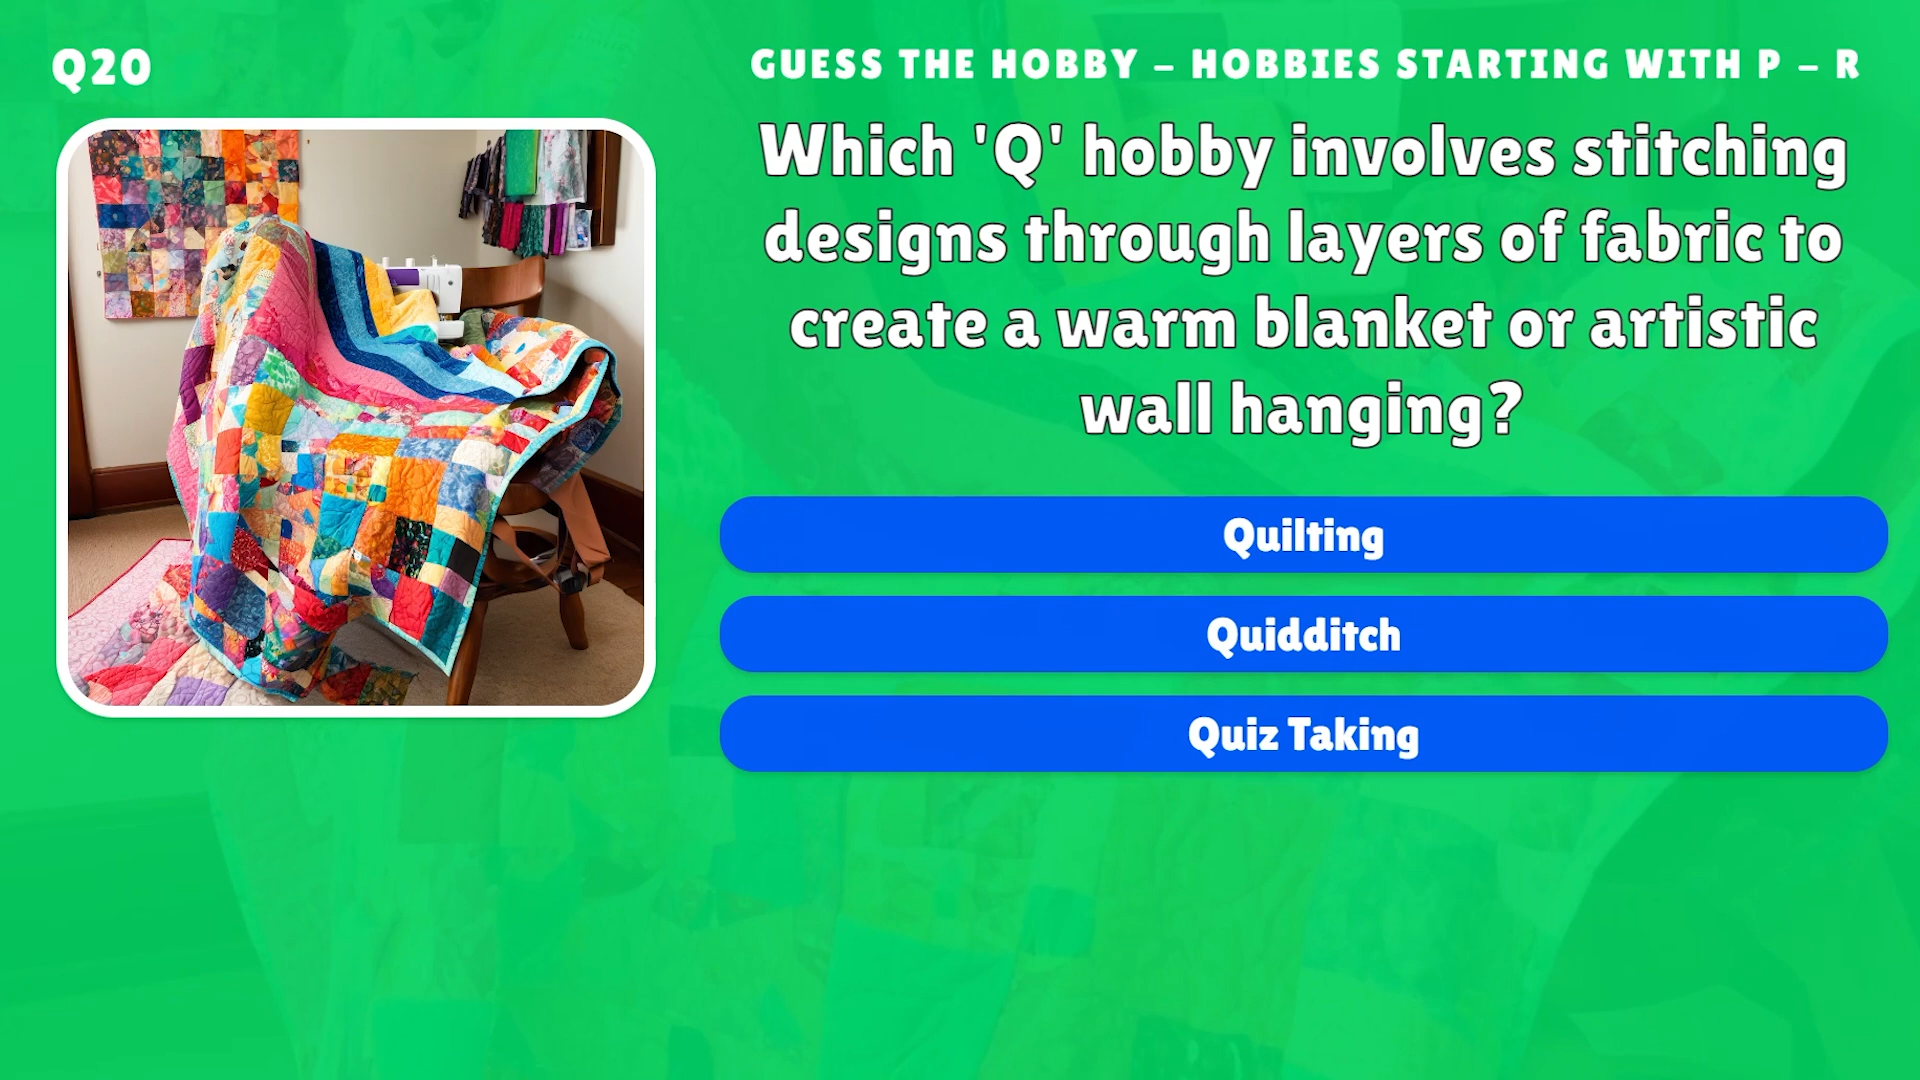 Q20
GUESS THE HOBBY – HOBBIES STARTING WITH P – R
Which 'Q' hobby involves stitching
designs through layers of fabric to
create a warm blanket or artistic
wall hanging?
Quilting
Quidditch
Quiz Taking